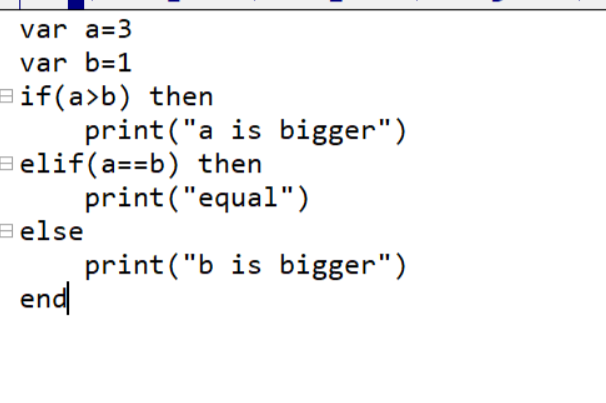 var a=3
var b=1
if(a>b) then
    print("a is bigger")
elif(a==b) then
    print("equal")
else
    print("b is bigger")
end